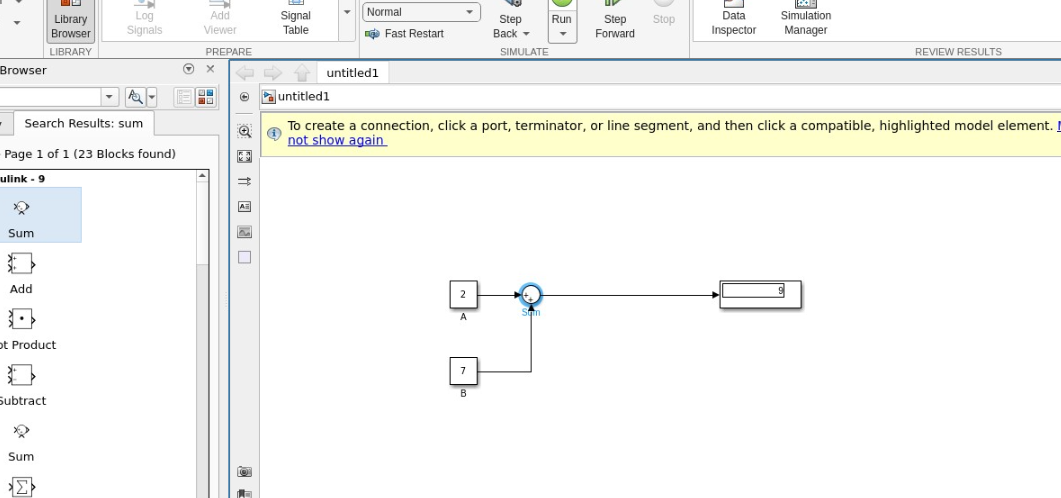 Library
Browser
Log
Signals
Add
Viewer
Signal
Table
Normal
Fast Restart
Step
Back
Run
Step
Forward
Stop
Data
Inspector
Simulation
Manager
LIBRARY
PREPARE
SIMULATE
REVIEW RESULTS
Browser
untitled1
untitled1
Search Results: sum
To create a connection, click a port, terminator, or line segment, and then click a compatible, highlighted model element.
not show again
Page 1 of 1 (23 Blocks found)
ulink - 9
Sum
Add
ot Product
Subtract
Sum
2
A
Sum
9
7
B